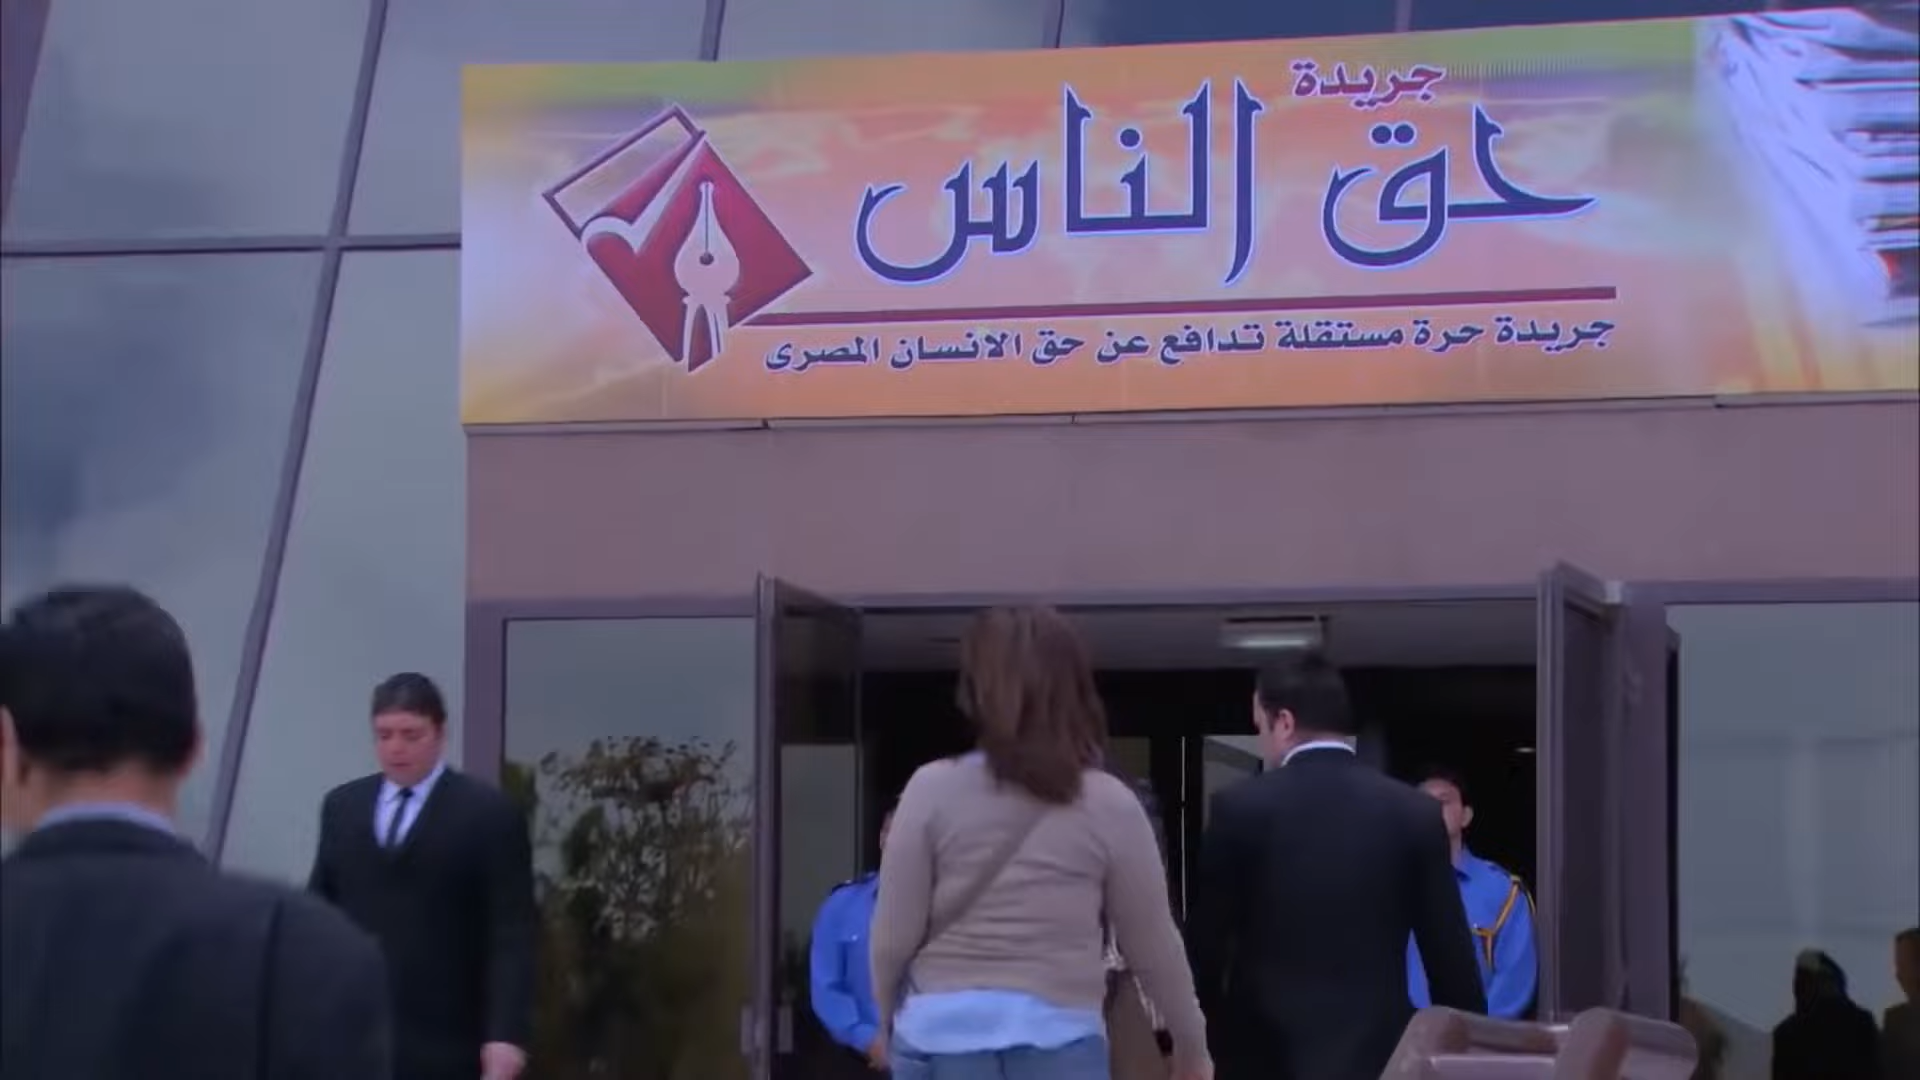 جريدة
حق الناس
جريدة حرة مستقلة تدافع عن حق الانسان المصرى